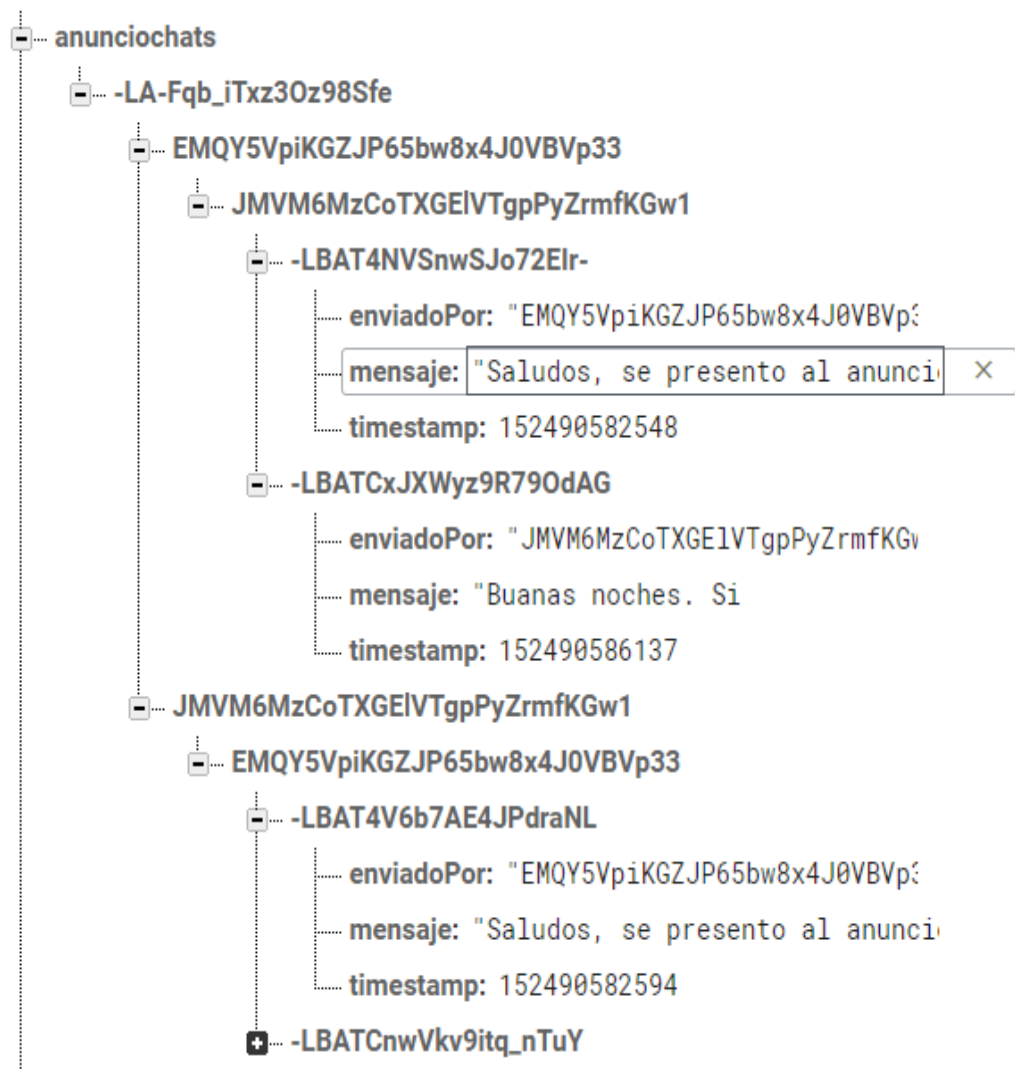 anunciochats
-LA-Fqb_iTxz3Oz98Sfe
EMQY5VpiKGZJP65bw8x4J0VBVp33
JMVM6MzCoTXGElVTgpPyZrmfKGw1
-LBAT4NVSnwSJo72EIr-
enviadoPor: "EMQY5VpiKGZJP65bw8x4J0VBVp3
mensaje: "Saludos, se presento al anunci
timestamp: 152490582548
-LBATCxJXWyz9R79OdAG
enviadoPor: "JMVM6MzCoTXGElVTgpPyZrmfKGw
mensaje: "Buanas noches. Si
timestamp: 152490586137
JMVM6MzCoTXGElVTgpPyZrmfKGw1
EMQY5VpiKGZJP65bw8x4J0VBVp33
-LBAT4V6b7AE4JPdraNL
enviadoPor: "EMQY5VpiKGZJP65bw8x4J0VBVp3
mensaje: "Saludos, se presento al anunci
timestamp: 152490582594
-LBATCnwVkv9itq_nTuY